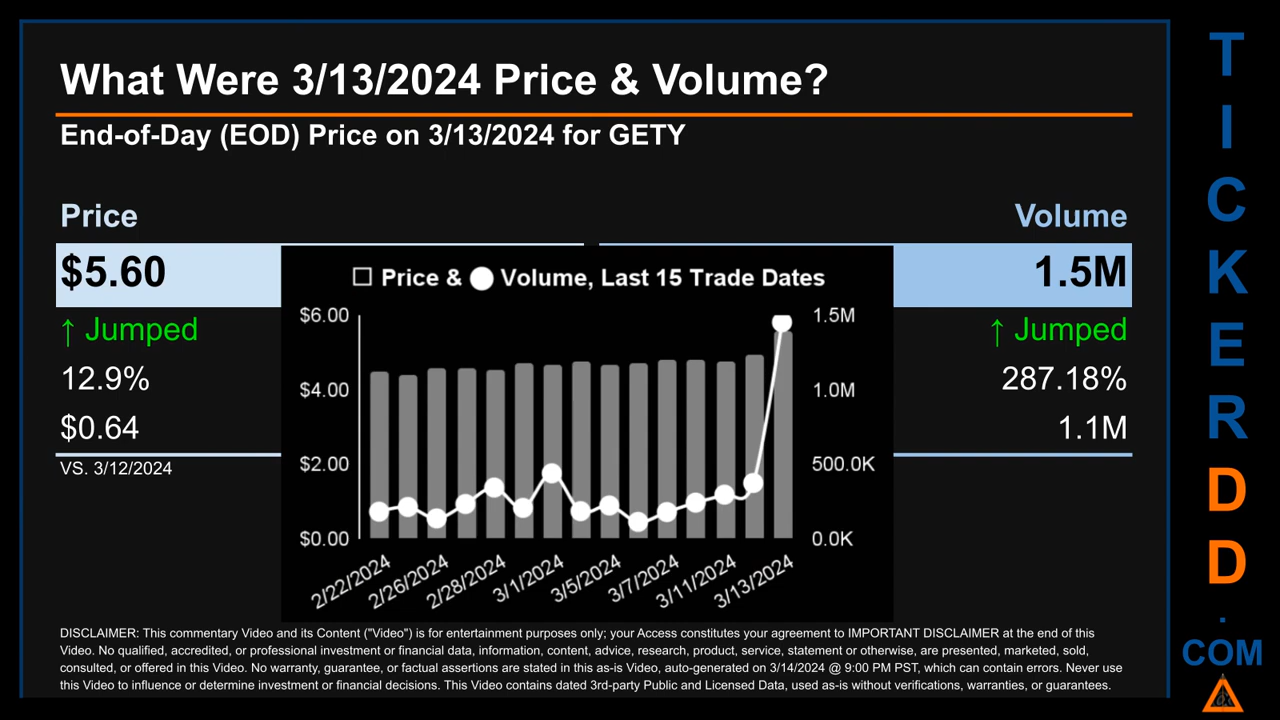 What Were 3/13/2024 Price & Volume?
End-of-Day (EOD) Price on 3/13/2024 for GETY
Price
Volume
$5.60
1.5M
↑ Jumped
↑ Jumped
12.9%
287.18%
$0.64
1.1M
VS. 3/12/2024
Price & Volume, Last 15 Trade Dates
$6.00
$4.00
$2.00
$0.00
1.5M
1.0M
500.0K
0.0K
2/22/2024
2/26/2024
2/28/2024
3/1/2024
3/5/2024
3/7/2024
3/11/2024
3/13/2024
DISCLAIMER: This commentary Video and its Content ("Video") is for entertainment purposes only; your Access constitutes your agreement to IMPORTANT DISCLAIMER at the end of this
Video. No qualified, accredited, or professional investment or financial data, information, content, advice, research, product, service, statement or otherwise, are presented, marketed, sold,
consulted, or offered in this Video. No warranty, guarantee, or factual assertions are stated in this as-is Video, auto-generated on 3/14/2024 @ 9:00 PM PST, which can contain errors. Never use
this Video to influence or determine investment or financial decisions. This Video contains dated 3rd-party Public and Licensed Data, used as-is without verifications, warranties, or guarantees.
T
I
C
K
E
R
D
D
.
COM